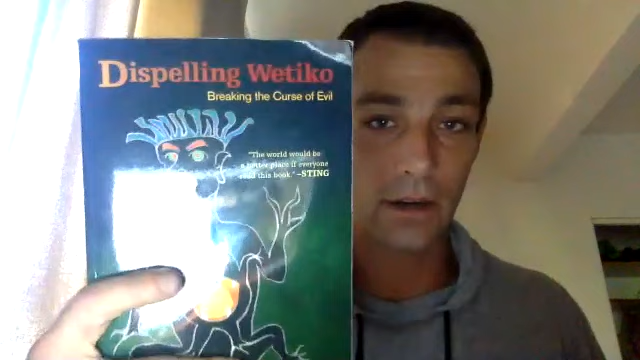 Dispelling Wetiko
Breaking the Curse of Evil
"The world would be
a better place if everyone
read this book." –STING